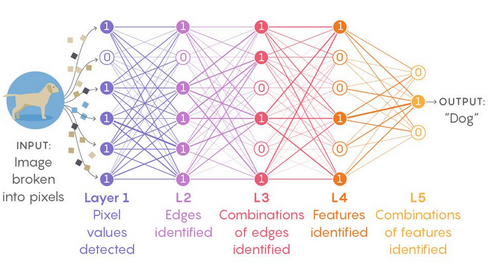 1 1 1 1
0 0 1 0 0
1 1 0 0 1 → OUTPUT:
"Dog"
1 1 1 1 0
1 1 0 0
1 1 1 1
INPUT:
Image
broken
into pixels
Layer 1
Pixel
values
detected
L2
Edges
identified
L3
Combinations
of edges
identified
L4
Features
identified
L5
Combinations
of features
identified